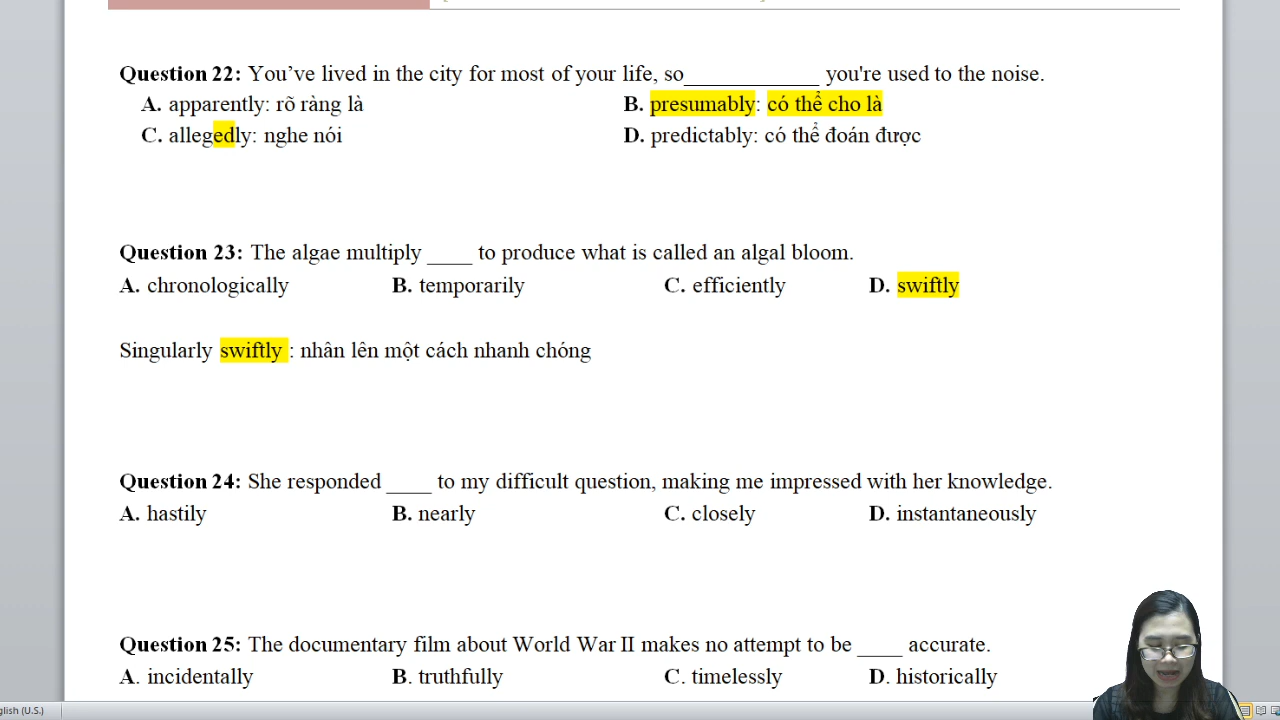 Question 22: You’ve lived in the city for most of your life, so____________ you're used to the noise.
A. apparently: rõ ràng là B. presumably: có thể cho là
C. allegedly: nghe nói D. predictably: có thể đoán được
Question 23: The algae multiply ____ to produce what is called an algal bloom.
A. chronologically B. temporarily C. efficiently D. swiftly
Singularly swiftly : nhân lên một cách nhanh chóng
Question 24: She responded ____ to my difficult question, making me impressed with her knowledge.
A. hastily B. nearly C. closely D. instantaneously
Question 25: The documentary film about World War II makes no attempt to be ____ accurate.
A. incidentally B. truthfully C. timelessly D. historically
glish (U.S.)